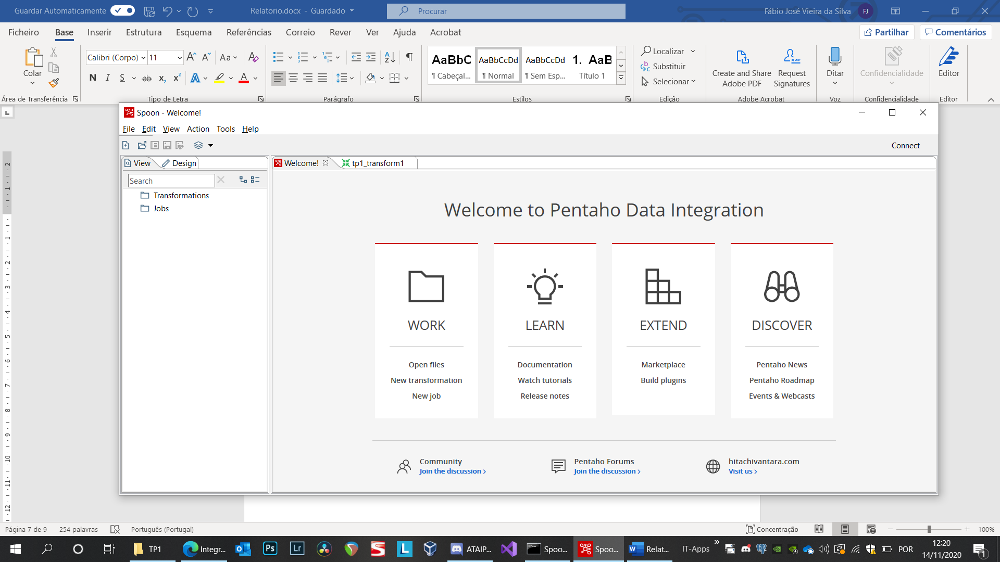 Guardar Automaticamente
Relatorio.docx - Guardado
Procurar
Fábio José Vieira da Silva
FJ
Ficheiro Base Inserir Estrutura Esquema Referências Correio Rever Ver Ajuda Acrobat
Partilhar Comentários
Colar
Área de Transferência
Calibri (Corpo) 11
Aa
N I S ab x₂ x² A A
Tipo de Letra
Parágrafo
AaBbC AaBbCcDd AaBbCcDd 1. AaB
¶ Cabeçal... ¶ Normal ¶ Sem Esp... Título 1
Estilos
Localizar
Substituir
Selecionar
Edição
Create and Share
Adobe PDF
Request
Signatures
Adobe Acrobat
Ditar
Voz
Confidencialidade
Confidencialidade
Editor
Editor
Spoon - Welcome!
File Edit View Action Tools Help
Connect
View Design
Welcome! tp1_transform1
Search
Transformations
Jobs
Welcome to Pentaho Data Integration
WORK
Open files
New transformation
New job
LEARN
Documentation
Watch tutorials
Release notes
EXTEND
Marketplace
Build plugins
DISCOVER
Pentaho News
Pentaho Roadmap
Events & Webcasts
Community
Join the discussion ›
Pentaho Forums
Join the discussion ›
hitachivantara.com
Visit us ›
Página 7 de 9 254 palavras Português (Portugal)
Concentração
100%
TP1
Integr...
Ps
Lr
ATAIP...
Spoo...
Spoo...
Relat...
IT-Apps
POR
12:20
14/11/2020
1